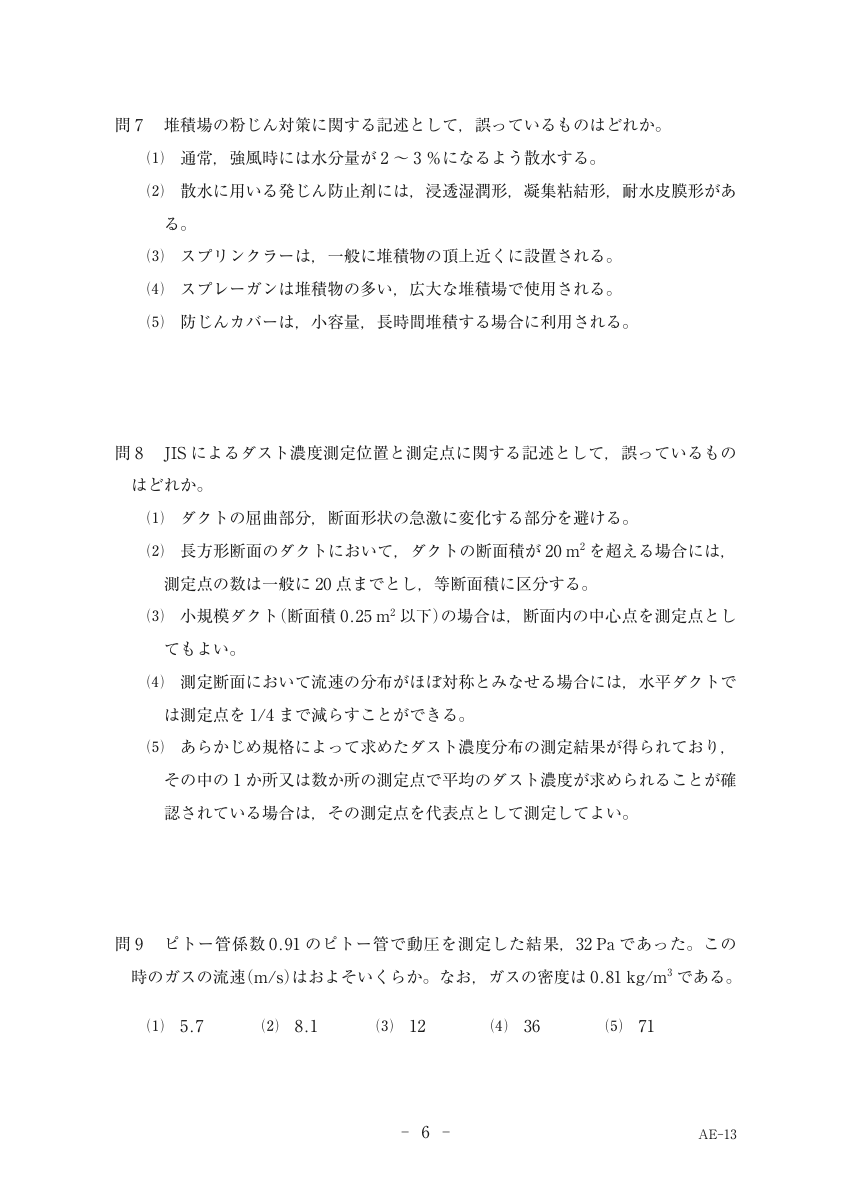 問7 堆積場の粉じん対策に関する記述として，誤っているものはどれか。
⑴ 通常，強風時には水分量が2～3％になるよう散水する。
⑵ 散水に用いる発じん防止剤には，浸透湿潤形，凝集粘結形，耐水皮膜形があ
る。
⑶ スプリンクラーは，一般に堆積物の頂上近くに設置される。
⑷ スプレーガンは堆積物の多い，広大な堆積場で使用される。
⑸ 防じんカバーは，小容量，長時間堆積する場合に利用される。
問8 JISによるダスト濃度測定位置と測定点に関する記述として，誤っているもの
はどれか。
⑴ ダクトの屈曲部分，断面形状の急激に変化する部分を避ける。
⑵ 長方形断面のダクトにおいて，ダクトの断面積が20 m²を超える場合には，
測定点の数は一般に20点までとし，等断面積に区分する。
⑶ 小規模ダクト(断面積0.25 m²以下)の場合は，断面内の中心点を測定点とし
てもよい。
⑷ 測定断面において流速の分布がほぼ対称とみなせる場合には，水平ダクトで
は測定点を1/4まで減らすことができる。
⑸ あらかじめ規格によって求めたダスト濃度分布の測定結果が得られており，
その中の1か所又は数か所の測定点で平均のダスト濃度が求められることが確
認されている場合は，その測定点を代表点として測定してよい。
問9 ピトー管係数0.91のピトー管で動圧を測定した結果，32 Paであった。この
時のガスの流速(m/s)はおよそいくらか。なお，ガスの密度は0.81 kg/m³である。
⑴ 5.7 ⑵ 8.1 ⑶ 12 ⑷ 36 ⑸ 71
－ 6 －
AE-13